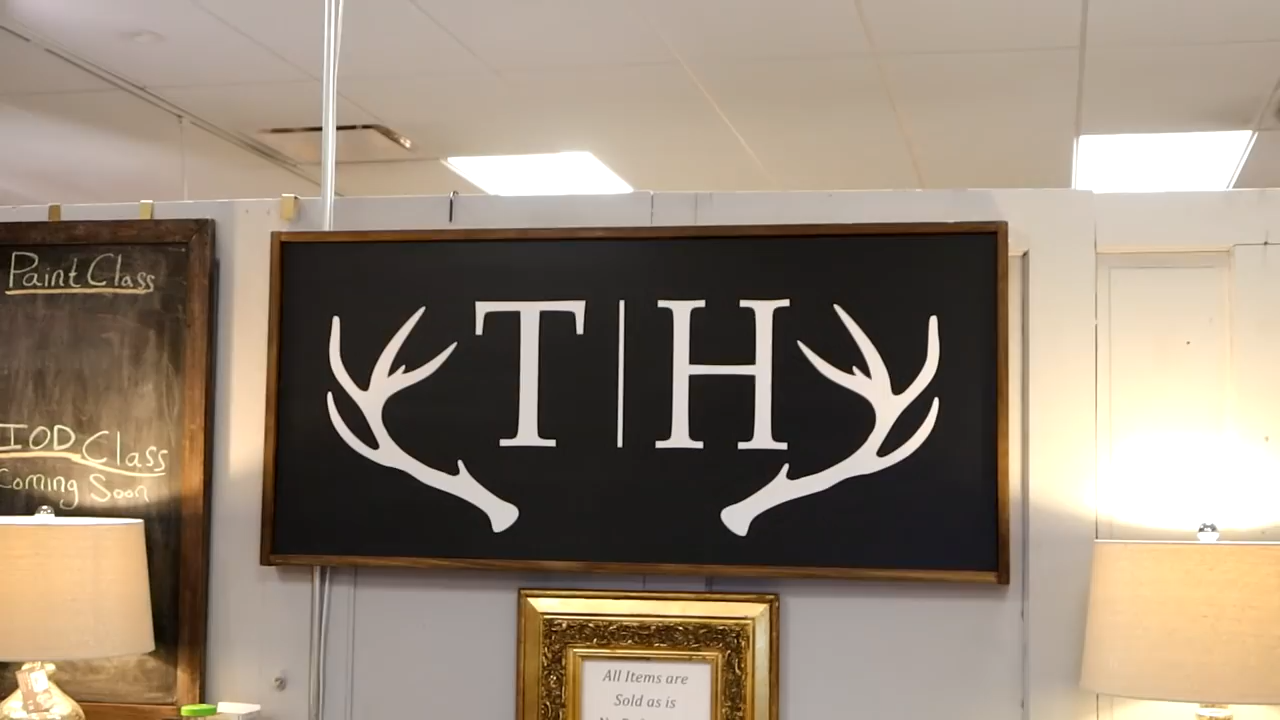 Paint Class
IOD Class
Coming Soon
T|H
All Items are
Sold as is